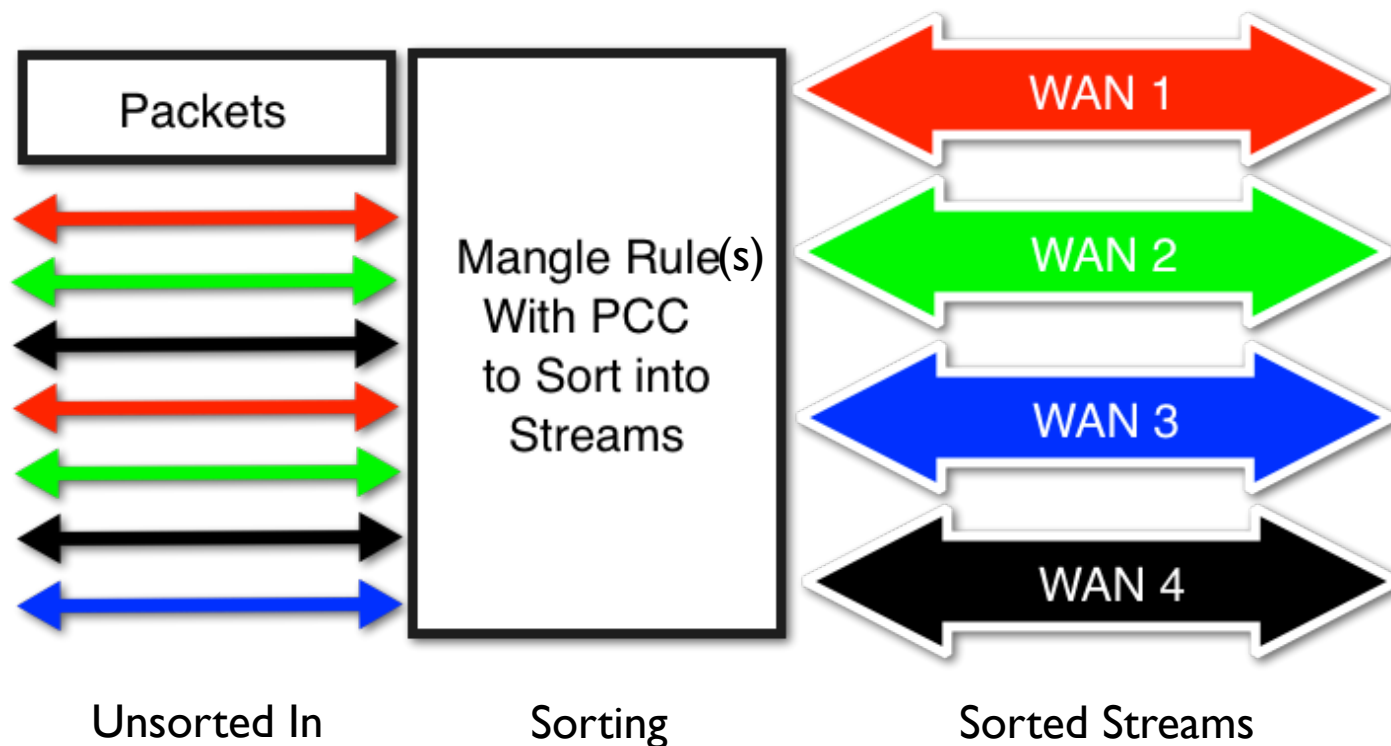 Packets
Mangle Rule(s)
With PCC
to Sort into
Streams
WAN 1
WAN 2
WAN 3
WAN 4
Unsorted In
Sorting
Sorted Streams